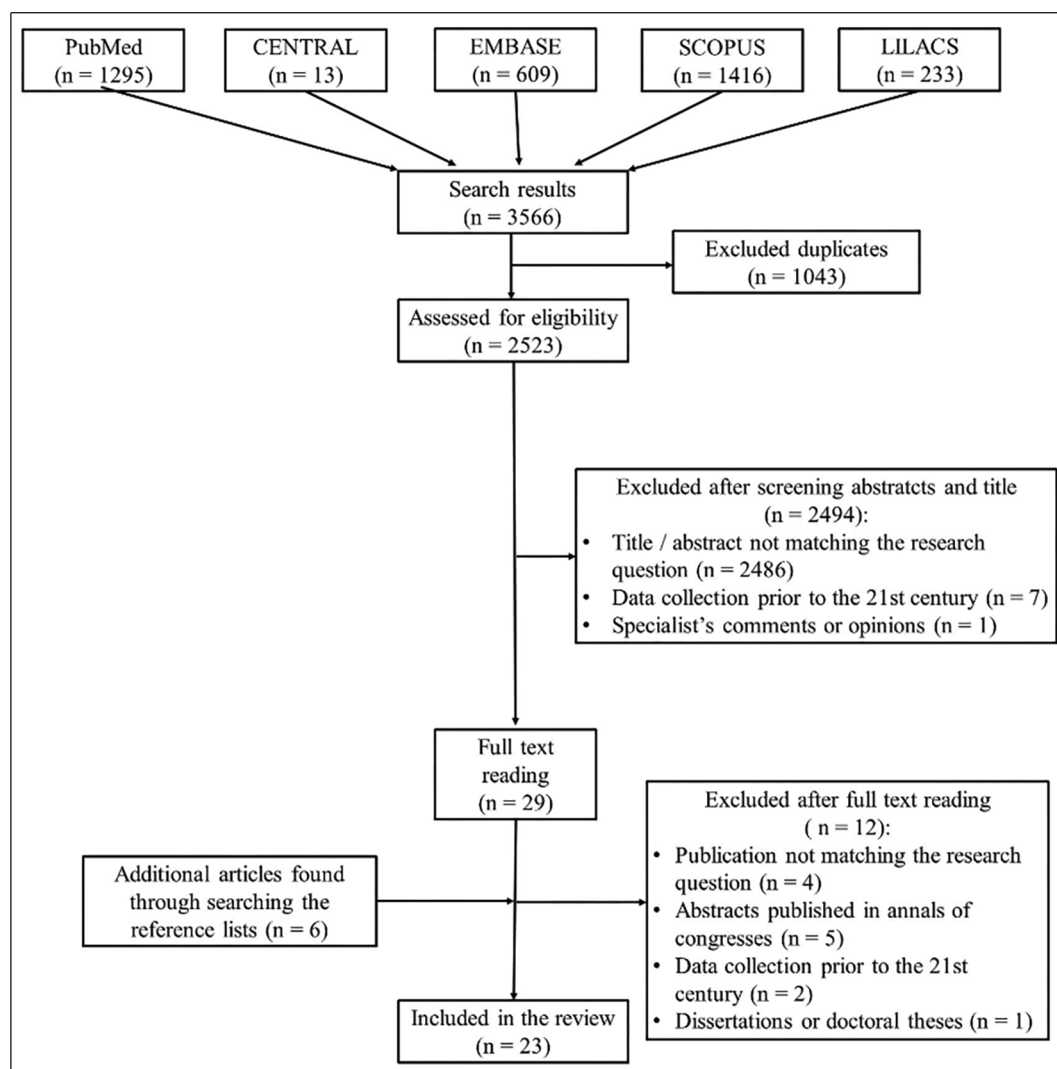 PubMed
(n = 1295)
CENTRAL
(n = 13)
EMBASE
(n = 609)
SCOPUS
(n = 1416)
LILACS
(n = 233)
Search results
(n = 3566)
Excluded duplicates
(n = 1043)
Assessed for eligibility
(n = 2523)
Excluded after screening abstratcts and title
(n = 2494):
• Title / abstract not matching the research
question (n = 2486)
• Data collection prior to the 21st century (n = 7)
• Specialist's comments or opinions (n = 1)
Full text
reading
(n = 29)
Excluded after full text reading
( n = 12):
• Publication not matching the research
question (n = 4)
• Abstracts published in annals of
congresses (n = 5)
• Data collection prior to the 21st
century (n = 2)
• Dissertations or doctoral theses (n = 1)
Additional articles found
through searching the
reference lists (n = 6)
Included in the review
(n = 23)